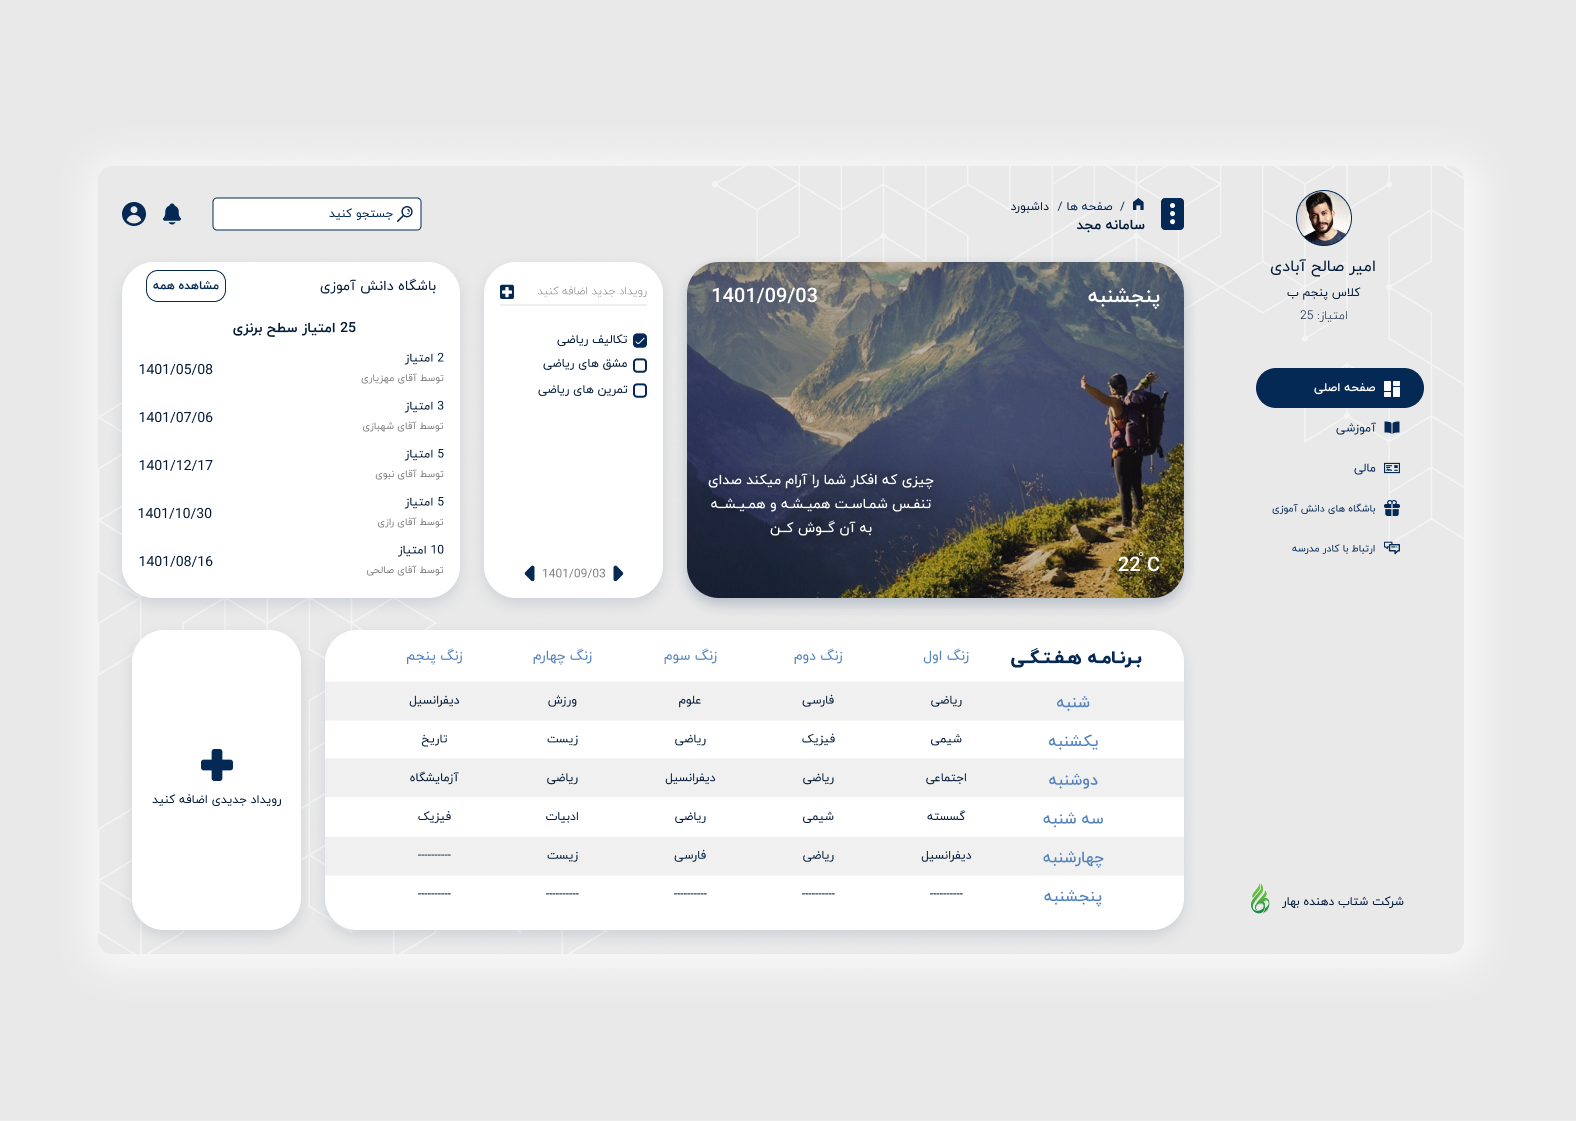 امیر صالح آبادی
کلاس پنجم ب
امتیاز: 25
صفحه اصلی
آموزشی
مالی
باشگاه های دانش آموزی
ارتباط با کادر مدرسه
شرکت شتاب دهنده بهار
/ صفحه ها / داشبورد
سامانه مجد
جستجو کنید
پنجشنبه 1401/09/03
چیزی که افکار شما را آرام میکند صدای
تنفـس شماسـت همیـشـه و همـیـشــه
به آن گــوش کــن
22°C
رویداد جدید اضافه کنید
تکالیف ریاضی
مشق های ریاضی
تمرین های ریاضی
1401/09/03
باشگاه دانش آموزی مشاهده همه
25 امتیاز سطح برنزی
2 امتیاز 1401/05/08
توسط آقای مهزیاری
3 امتیاز 1401/07/06
توسط آقای شهبازی
5 امتیاز 1401/12/17
توسط آقای نبوی
5 امتیاز 1401/10/30
توسط آقای رازی
10 امتیاز 1401/08/16
توسط آقای صالحی
برنامـه هـفـتـگـی زنگ اول زنگ دوم زنگ سوم زنگ چهارم زنگ پنجم
شنبه ریاضی فارسی علوم ورزش دیفرانسیل
یکشنبه شیمی فیزیک ریاضی زیست تاریخ
دوشنبه اجتماعی ریاضی دیفرانسیل ریاضی آزمایشگاه
سه شنبه گسسته شیمی ریاضی ادبیات فیزیک
چهارشنبه دیفرانسیل ریاضی فارسی زیست ----------
پنجشنبه ---------- ---------- ---------- ---------- ----------
رویداد جدیدی اضافه کنید